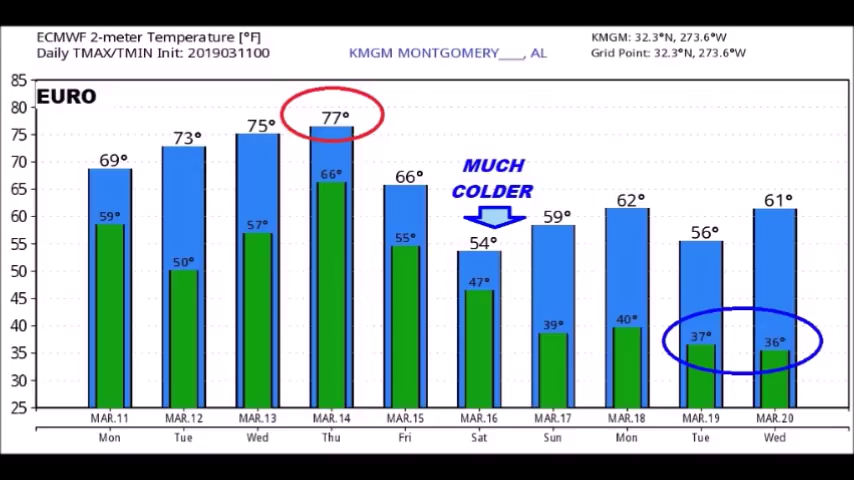 ECMWF 2-meter Temperature [°F]
Daily TMAX/TMIN Init: 2019031100
KMGM MONTGOMERY____, AL
KMGM: 32.3°N, 273.6°W
Grid Point: 32.3°N, 273.6°W
EURO
MUCH
COLDER
85
80
75
70
65
60
55
50
45
40
35
30
25
69° 73° 75° 77° 66° 54° 59° 62° 56° 61°
59° 50° 57° 66° 55° 47° 39° 40° 37° 36°
MAR.11 MAR.12 MAR.13 MAR.14 MAR.15 MAR.16 MAR.17 MAR.18 MAR.19 MAR.20
Mon Tue Wed Thu Fri Sat Sun Mon Tue Wed